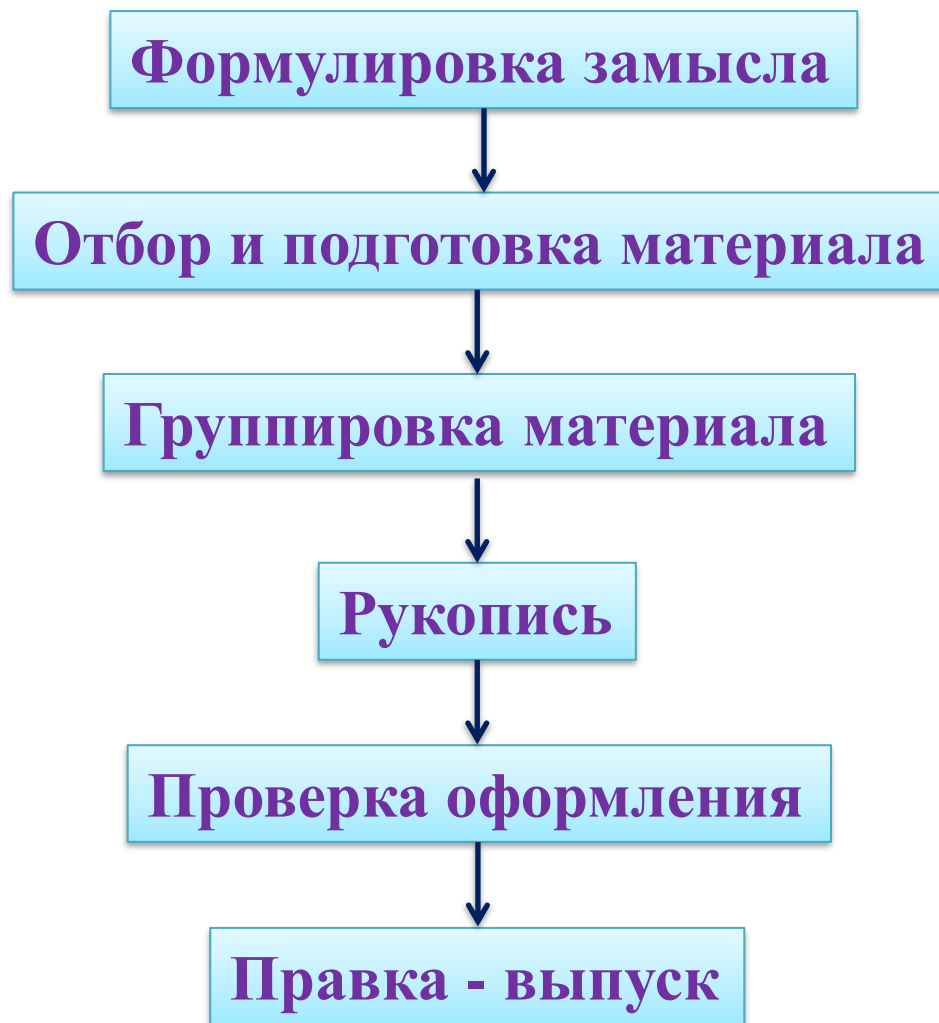 Формулировка замысла
Отбор и подготовка материала
Группировка материала
Рукопись
Проверка оформления
Правка - выпуск